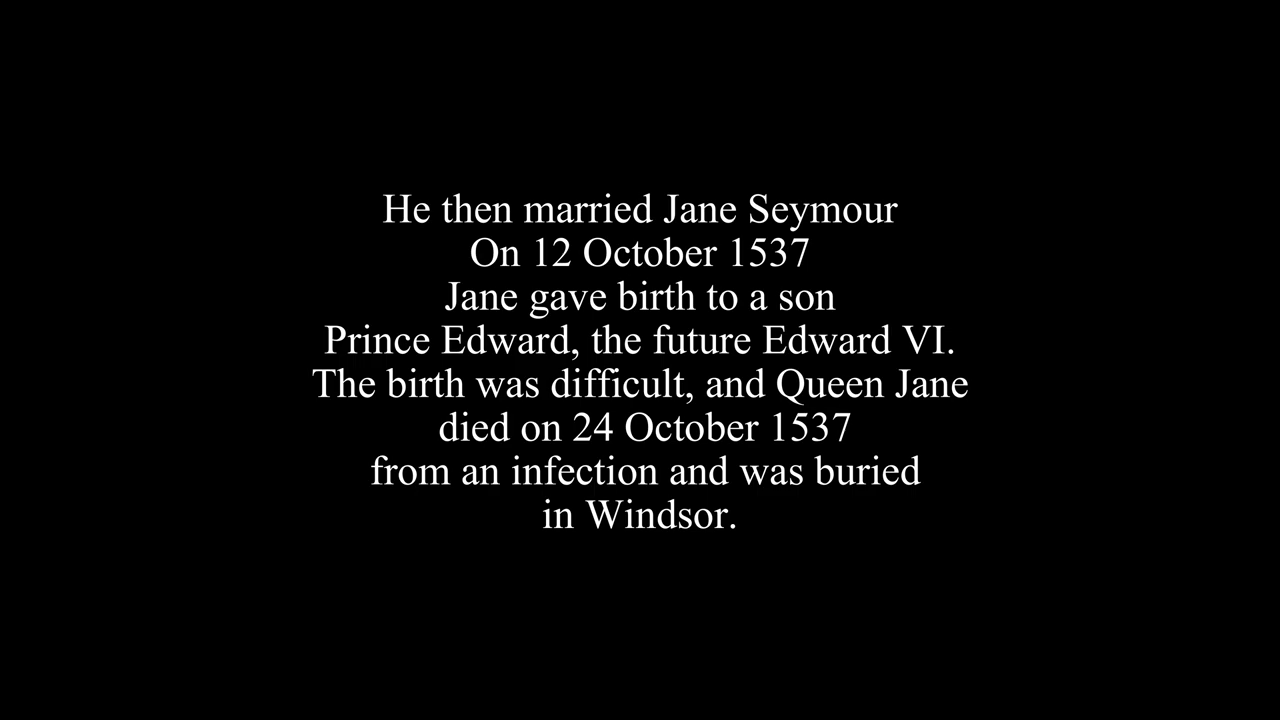 He then married Jane Seymour
On 12 October 1537
Jane gave birth to a son
Prince Edward, the future Edward VI.
The birth was difficult, and Queen Jane
died on 24 October 1537
from an infection and was buried
in Windsor.